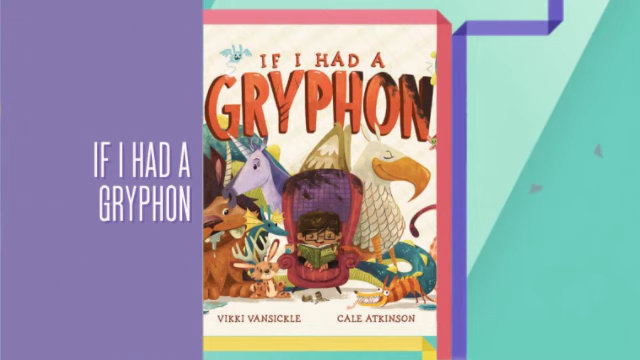 IF I HAD A
GRYPHON
IF I HAD A
GRYPHON
VIKKI VANSICKLE
CALE ATKINSON